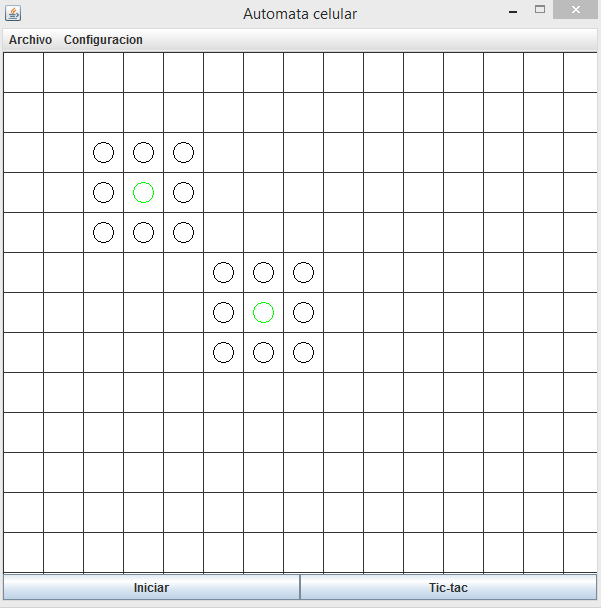 Automata celular
Archivo Configuracion
Iniciar Tic-tac